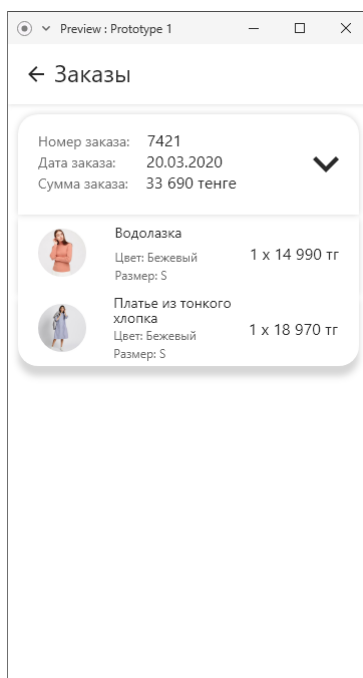 Preview : Prototype 1
Заказы
Номер заказа: 7421
Дата заказа: 20.03.2020
Сумма заказа: 33 690 тенге
Водолазка
Цвет: Бежевый
Размер: S
1 x 14 990 тг
Платье из тонкого
хлопка
Цвет: Бежевый
Размер: S
1 x 18 970 тг